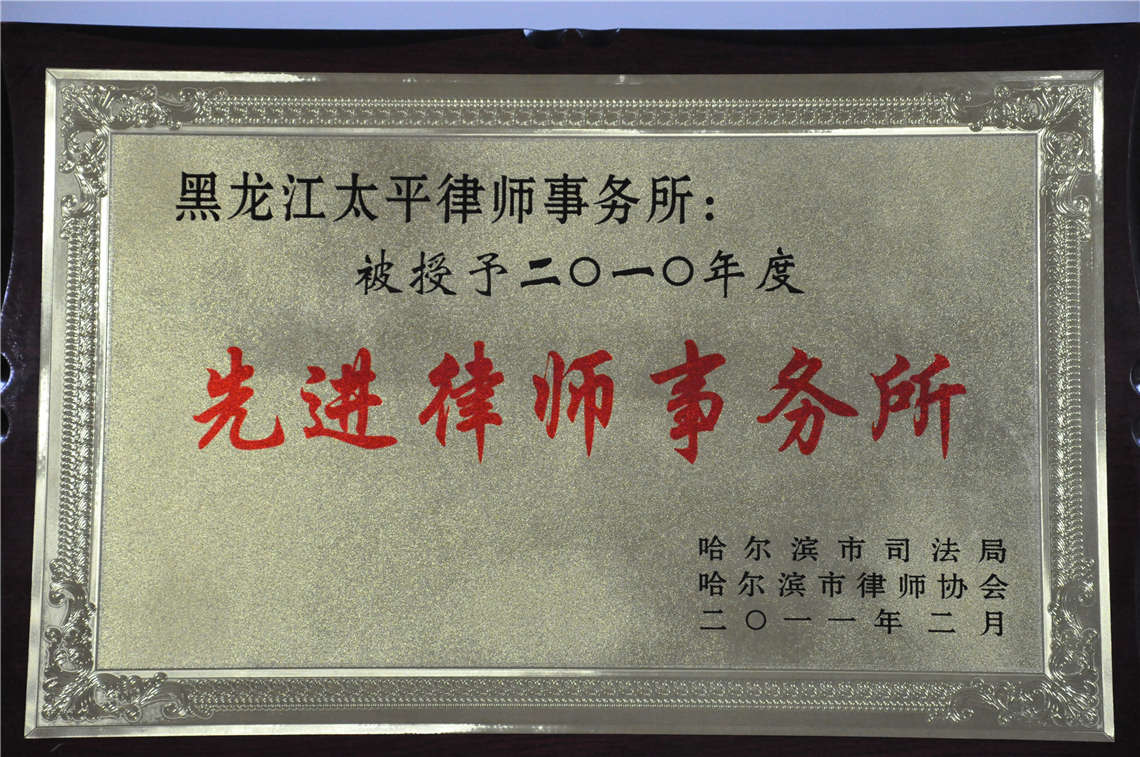 黑龙江太平律师事务所：
被授予二〇一〇年度
先进律师事务所
哈尔滨市司法局
哈尔滨市律师协会
二〇一一年二月